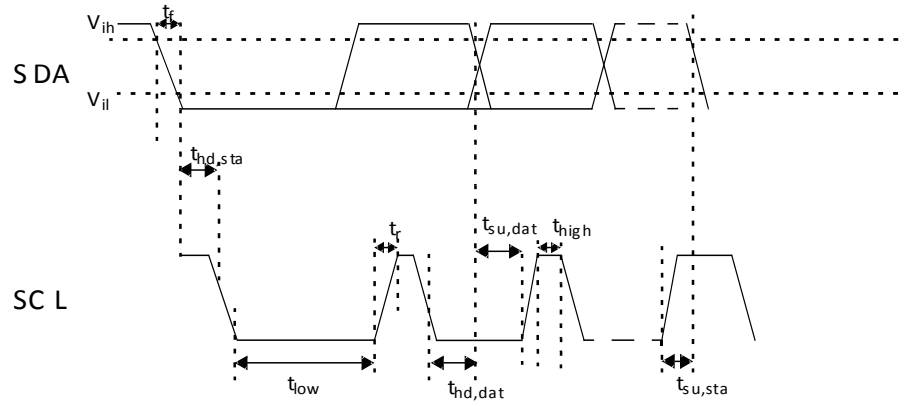 V_ih
t_f
SDA
V_il
t_hd,sta
t_r
t_su,dat
t_high
SCL
t_low
t_hd,dat
t_su,sta